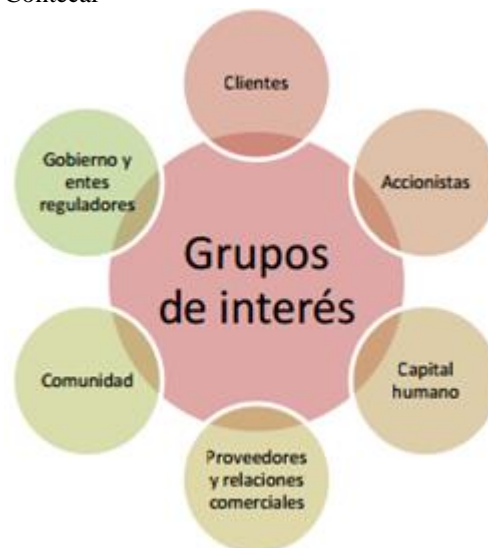 Clientes
Accionistas
Capital
humano
Proveedores
y relaciones
comerciales
Comunidad
Gobierno y
entes
reguladores
Grupos
de interés